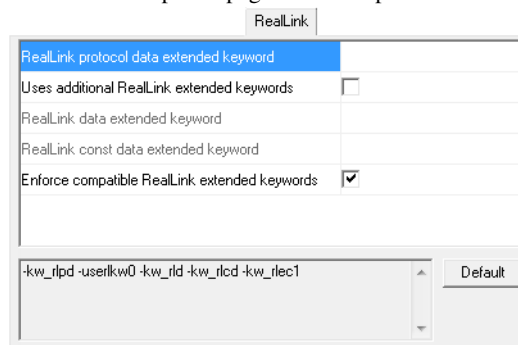 RealLink
RealLink protocol data extended keyword
Uses additional RealLink extended keywords
RealLink data extended keyword
RealLink const data extended keyword
Enforce compatible RealLink extended keywords
-kw_rlpd -userlkw0 -kw_rld -kw_rlcd -kw_rlec1
Default